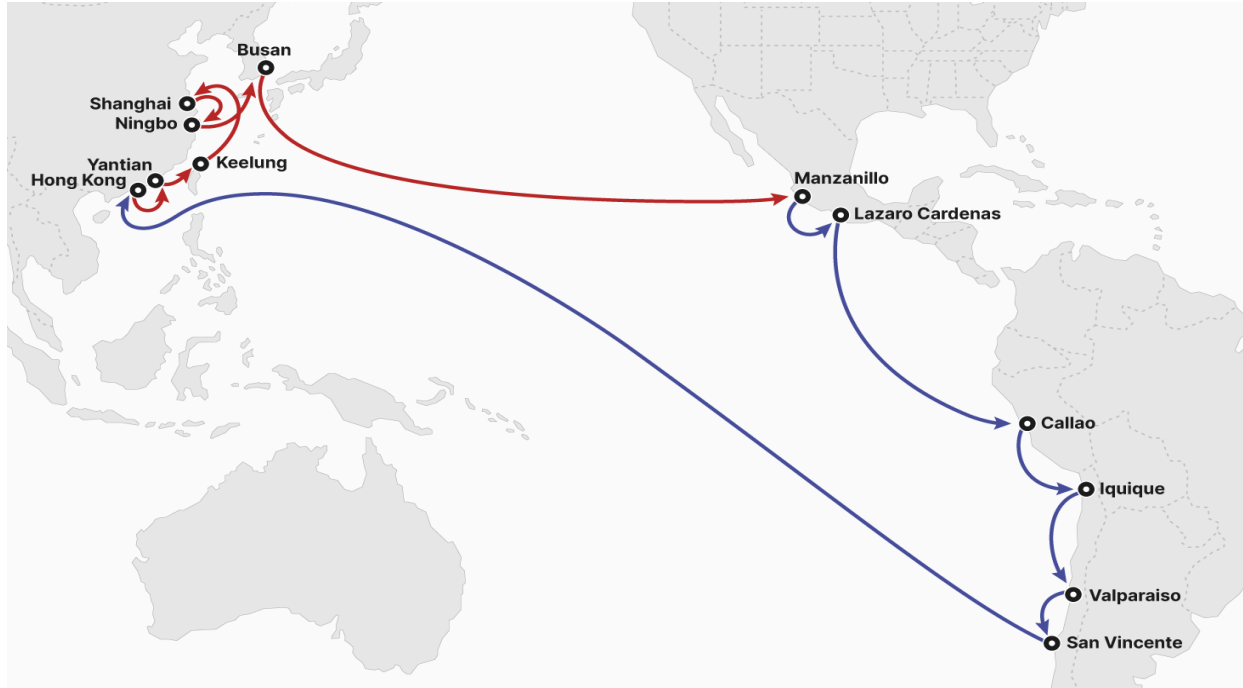 Busan
Shanghai
Ningbo
Yantian
Keelung
Hong Kong
Manzanillo
Lazaro Cardenas
Callao
Iquique
Valparaiso
San Vincente